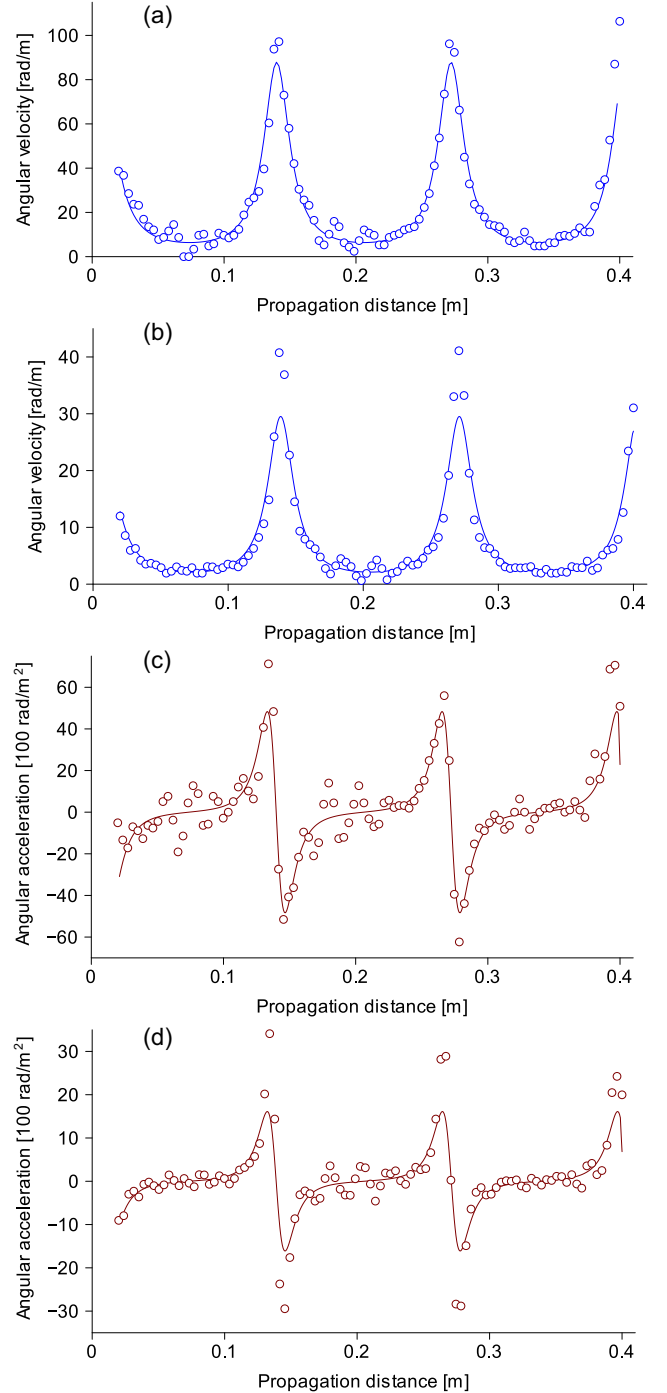 (a)
Angular velocity [rad/m]
100
80
60
40
20
0
0 0.1 0.2 0.3 0.4
Propagation distance [m]
(b)
Angular velocity [rad/m]
40
30
20
10
0
0 0.1 0.2 0.3 0.4
Propagation distance [m]
(c)
Angular acceleration [100 rad/m²]
60
40
20
0
−20
−40
−60
0 0.1 0.2 0.3 0.4
Propagation distance [m]
(d)
Angular acceleration [100 rad/m²]
30
20
10
0
−10
−20
−30
0 0.1 0.2 0.3 0.4
Propagation distance [m]